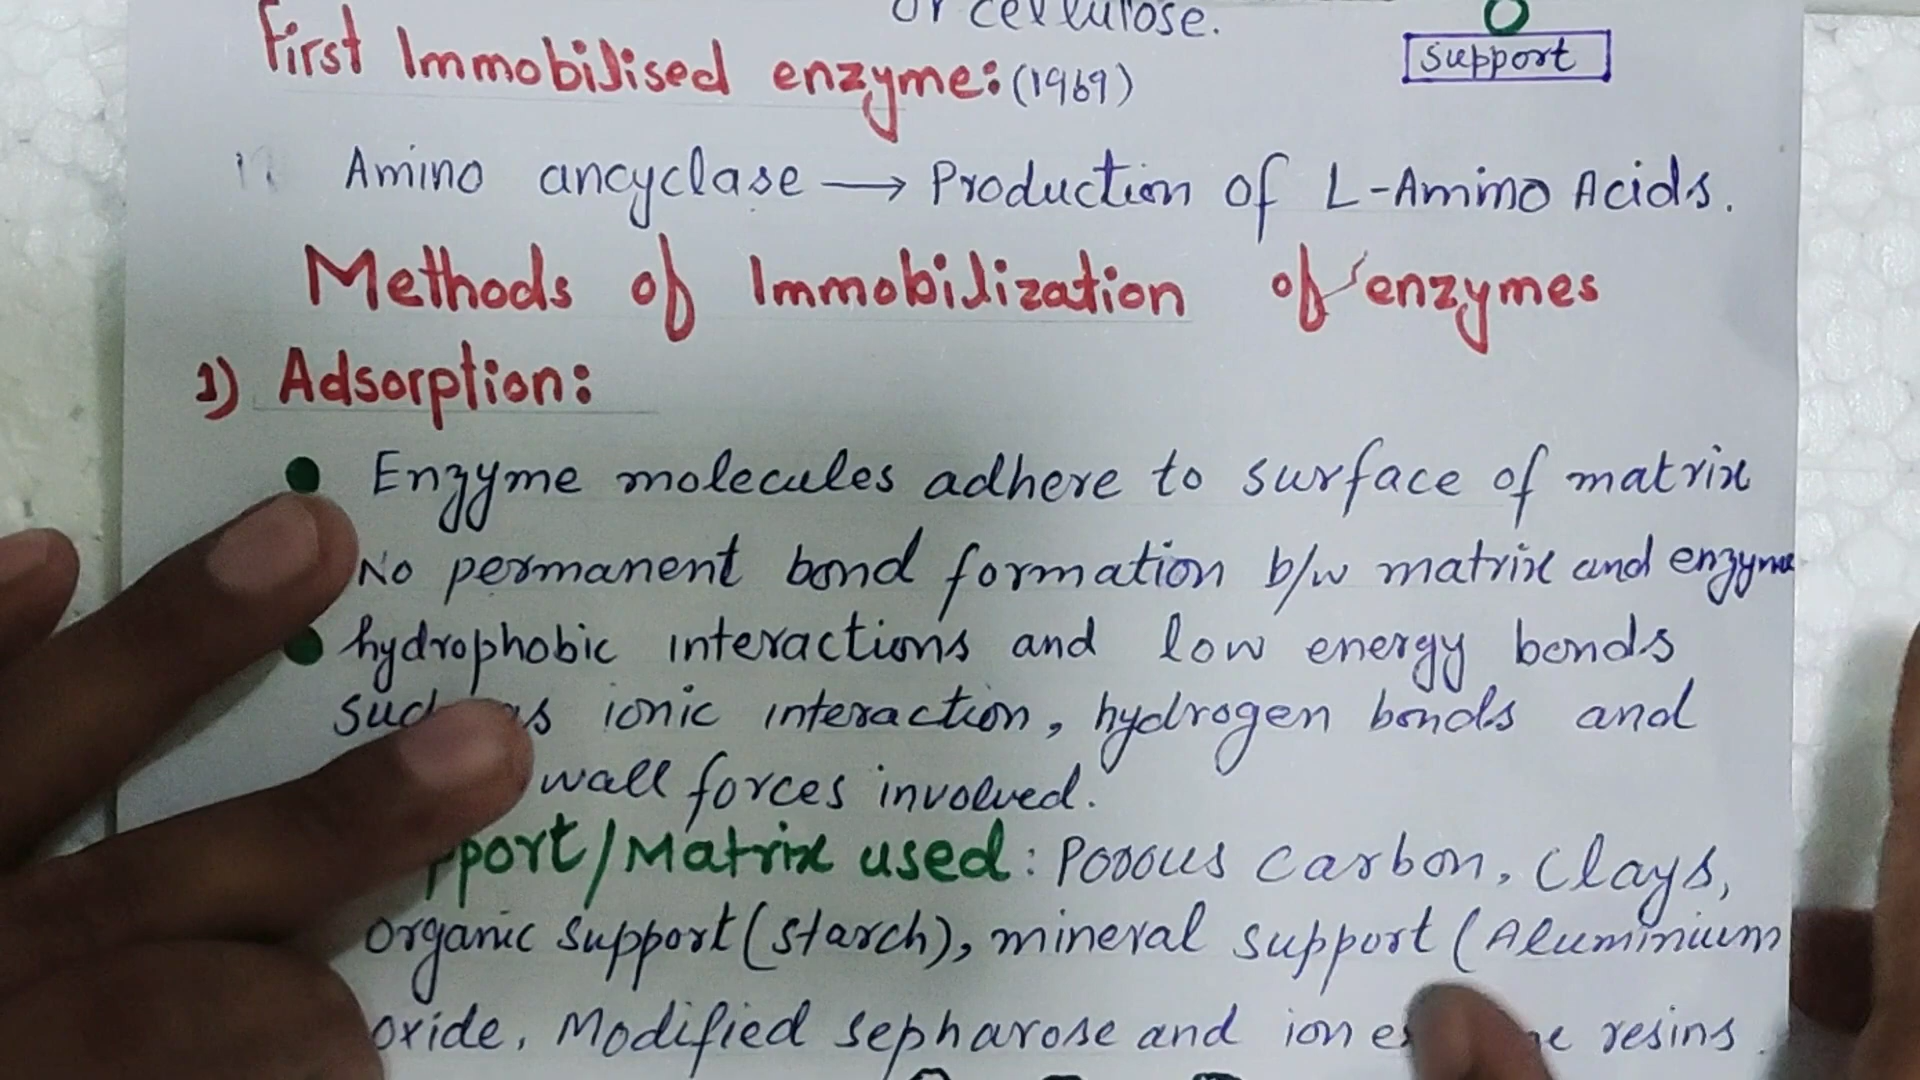 or cellulose.
support
First Immobilised enzyme: (1969)
Amino ancyclase → Production of L-Amino Acids.
Methods of Immobilization of enzymes
1) Adsorption:
Enzyme molecules adhere to surface of matrix
No permanent bond formation b/w matrix and enzyme
hydrophobic interactions and low energy bonds
such as ionic interaction, hydrogen bonds and
wall forces involved.
/Matrix used: Porous carbon, Clays,
organic support (starch), mineral support (Aluminium
oxide, Modified sepharose and ion resins.